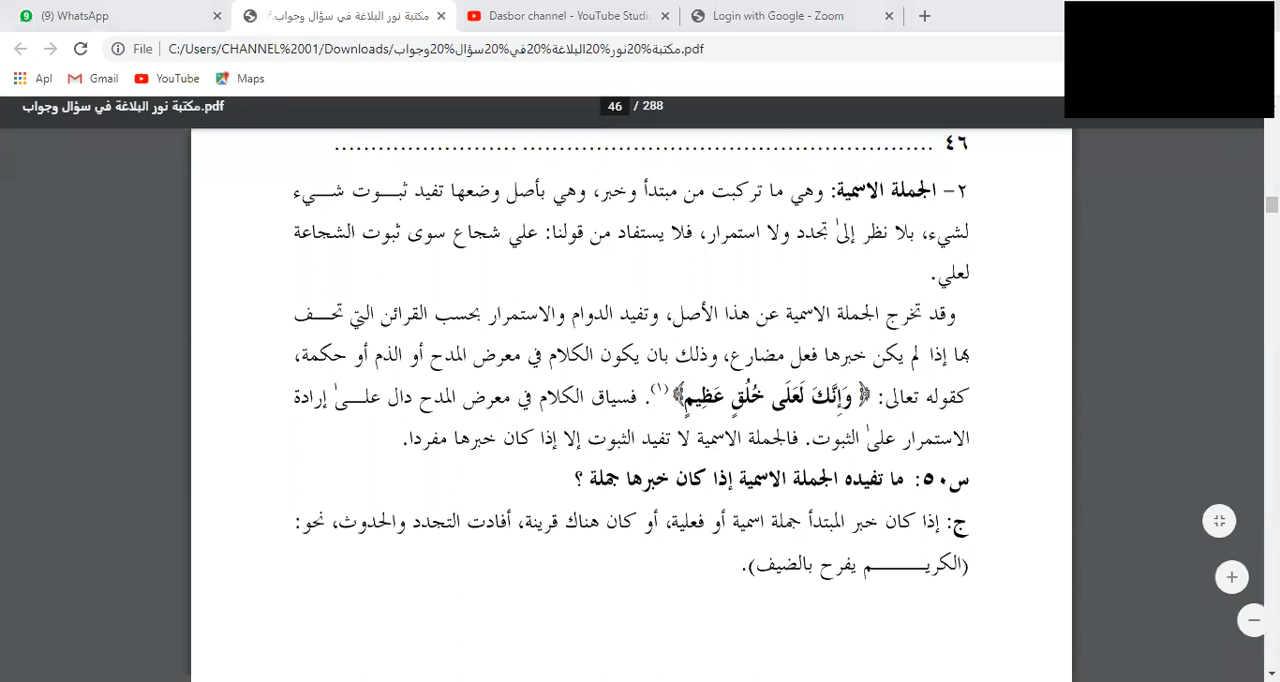 (9) WhatsApp
مكتبة نور البلاغة في سؤال وجواب
Dasbor channel - YouTube Studi
Login with Google - Zoom
File
C:/Users/CHANNEL%2001/Downloads/مكتبة%20نور%20البلاغة%20في%20سؤال%20وجواب.pdf
Apl Gmail YouTube Maps
مكتبة نور البلاغة في سؤال وجواب.pdf
46 / 288
٤٦ ................................................................................
٢- الجملة الاسمية: وهي ما تركبت من مبتدأ وخبر، وهي بأصل وضعها تفيد ثبــوت شـــيء
لشيء، بلا نظر إلىٰ تجدد ولا استمرار، فلا يستفاد من قولنا: علي شجاع سوى ثبوت الشجاعة
لعلي.
وقد تخرج الجملة الاسمية عن هذا الأصل، وتفيد الدوام والاستمرار بحسب القرائن التي تحـــف
بها إذا لم يكن خبرها فعل مضارع، وذلك بان يكون الكلام في معرض المدح أو الذم أو حكمة،
كقوله تعالى: ﴿ وَإِنَّكَ لَعَلَى خُلُقٍ عَظِيمٍ﴾(١). فسياق الكلام في معرض المدح دال علـــىٰ إرادة
الاستمرار علىٰ الثبوت. فالجملة الاسمية لا تفيد الثبوت إلا إذا كان خبرها مفردا.
س٥٠: ما تفيده الجملة الاسمية إذا كان خبرها جملة ؟
ج: إذا كان خبر المبتدأ جملة اسمية أو فعلية، أو كان هناك قرينة، أفادت التجدد والحدوث، نحو:
(الكريـــــــم يفرح بالضيف).